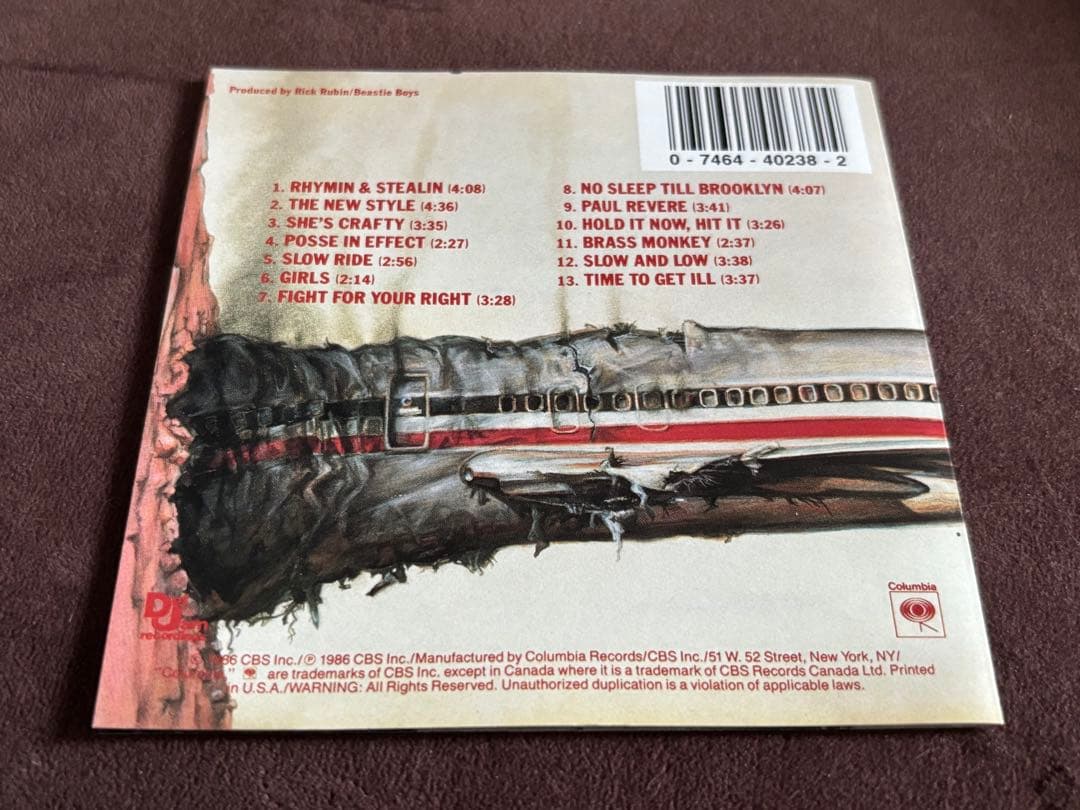 Produced by Rick Rubin/Beastie Boys
0 - 7464 - 40238 - 2
1. RHYMIN & STEALIN (4:08)
2. THE NEW STYLE (4:36)
3. SHE'S CRAFTY (3:35)
4. POSSE IN EFFECT (2:27)
5. SLOW RIDE (2:56)
6. GIRLS (2:14)
7. FIGHT FOR YOUR RIGHT (3:28)
8. NO SLEEP TILL BROOKLYN (4:07)
9. PAUL REVERE (3:41)
10. HOLD IT NOW, HIT IT (3:26)
11. BRASS MONKEY (2:37)
12. SLOW AND LOW (3:38)
13. TIME TO GET ILL (3:37)
Def Jam
recordings
Columbia
© 1986 CBS Inc./℗ 1986 CBS Inc./Manufactured by Columbia Records/CBS Inc./51 W. 52 Street, New York, NY/
"Columbia," are trademarks of CBS Inc. except in Canada where it is a trademark of CBS Records Canada Ltd. Printed
in U.S.A./WARNING: All Rights Reserved. Unauthorized duplication is a violation of applicable laws.